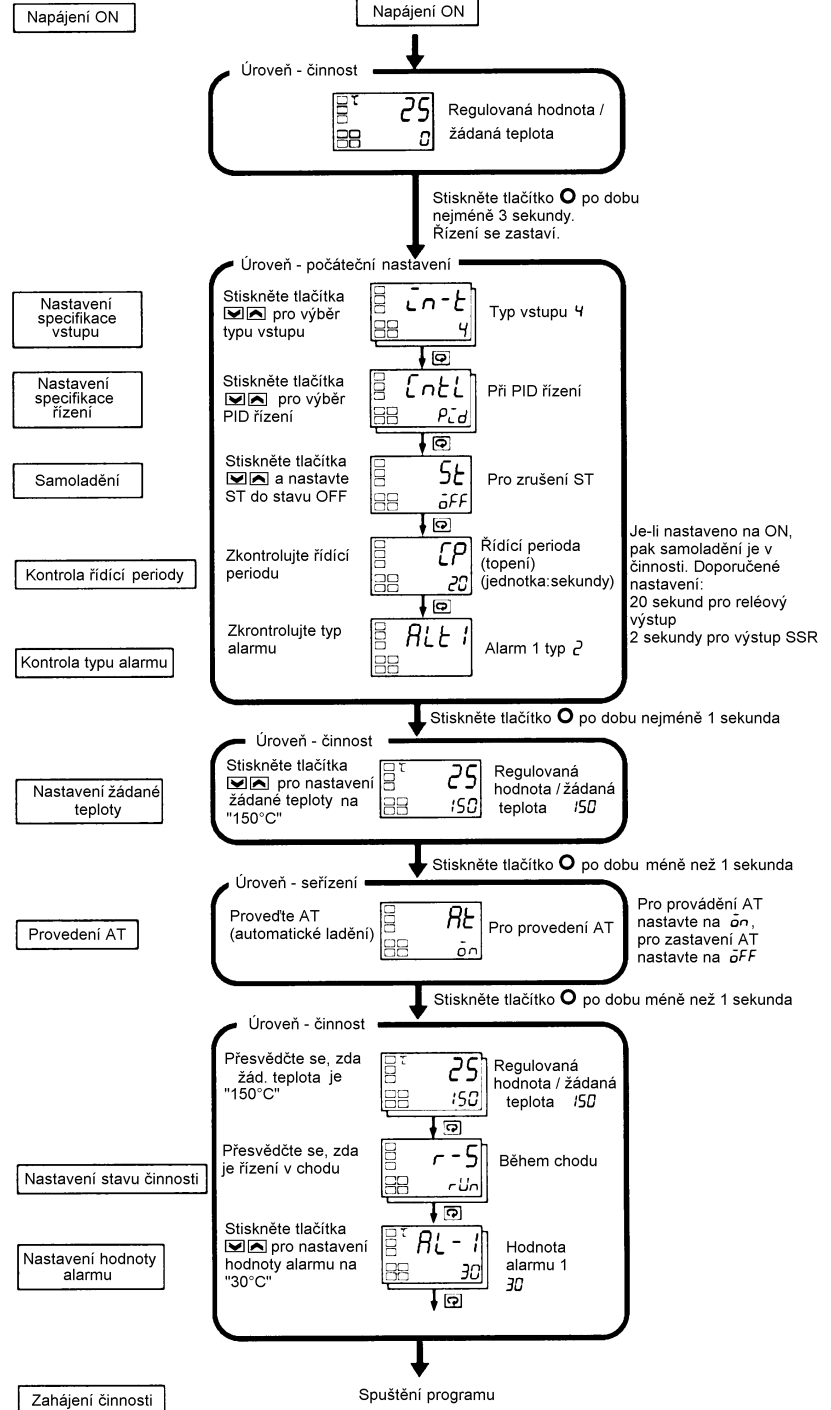 Napájení ON
Napájení ON
Úroveň - činnost
25
0
Regulovaná hodnota /
žádaná teplota
Stiskněte tlačítko O po dobu
nejméně 3 sekundy.
Řízení se zastaví.
Úroveň - počáteční nastavení
Nastavení
specifikace
vstupu
Stiskněte tlačítka
pro výběr
typu vstupu
in-t
4
Typ vstupu 4
Nastavení
specifikace
řízení
Stiskněte tlačítka
pro výběr
PID řízení
CntL
Pid
Při PID řízení
Samoladění
Stiskněte tlačítka
a nastavte
ST do stavu OFF
St
oFF
Pro zrušení ST
Kontrola řídící periody
Zkontrolujte řídící
periodu
CP
20
Řídící perioda
(topení)
(jednotka:sekundy)
Je-li nastaveno na ON,
pak samoladění je v
činnosti. Doporučené
nastavení:
20 sekund pro reléový
výstup
2 sekundy pro výstup SSR
Kontrola typu alarmu
Zkrontrolujte typ
alarmu
ALt1
Alarm 1 typ 2
Stiskněte tlačítko O po dobu nejméně 1 sekunda
Úroveň - činnost
Nastavení žádané
teploty
Stiskněte tlačítka
pro nastavení
žádané teploty na
"150°C"
25
150
Regulovaná
hodnota / žádaná
teplota 150
Stiskněte tlačítko O po dobu méně než 1 sekunda
Úroveň - seřízení
Provedení AT
Proveďte AT
(automatické ladění)
At
on
Pro provedení AT
Pro provádění AT
nastavte na on,
pro zastavení AT
nastavte na oFF
Stiskněte tlačítko O po dobu méně než 1 sekunda
Úroveň - činnost
Přesvědčte se, zda
žád. teplota je
"150°C"
25
150
Regulovaná
hodnota / žádaná
teplota 150
Nastavení stavu činnosti
Přesvědčte se, zda
je řízení v chodu
r-S
rUn
Během chodu
Nastavení hodnoty
alarmu
Stiskněte tlačítka
pro nastavení
hodnoty alarmu na
"30°C"
AL-1
30
Hodnota
alarmu 1
30
Zahájení činnosti
Spuštění programu